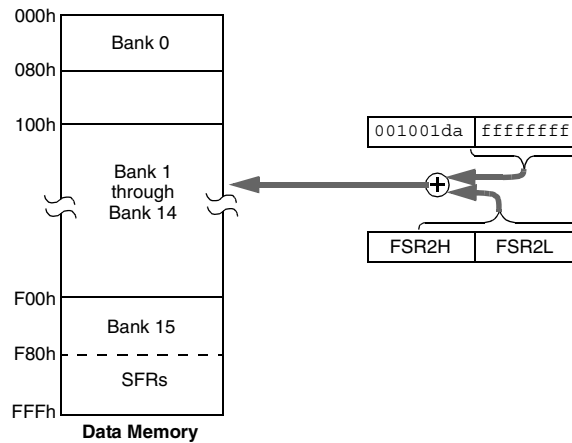 000h
Bank 0
080h
100h
001001da ffffffff
Bank 1
through
Bank 14
FSR2H FSR2L
F00h
Bank 15
F80h
SFRs
FFFh
Data Memory